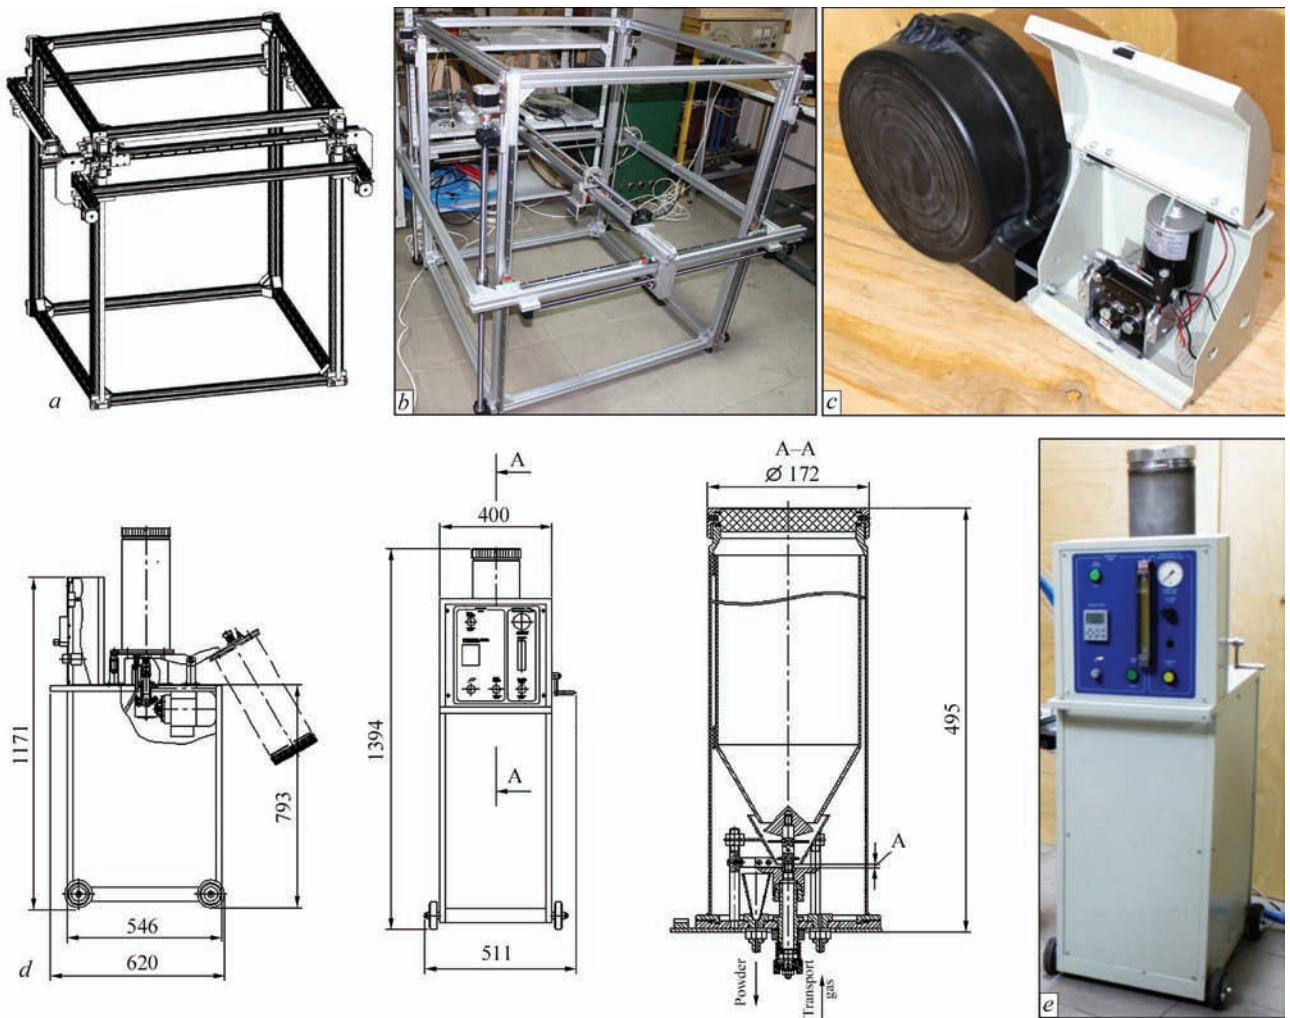 a
b
c
A
A–A
Ø 172
400
1171
793
1394
A
495
A
546
620
511
d
Powder
Transport
gas
e